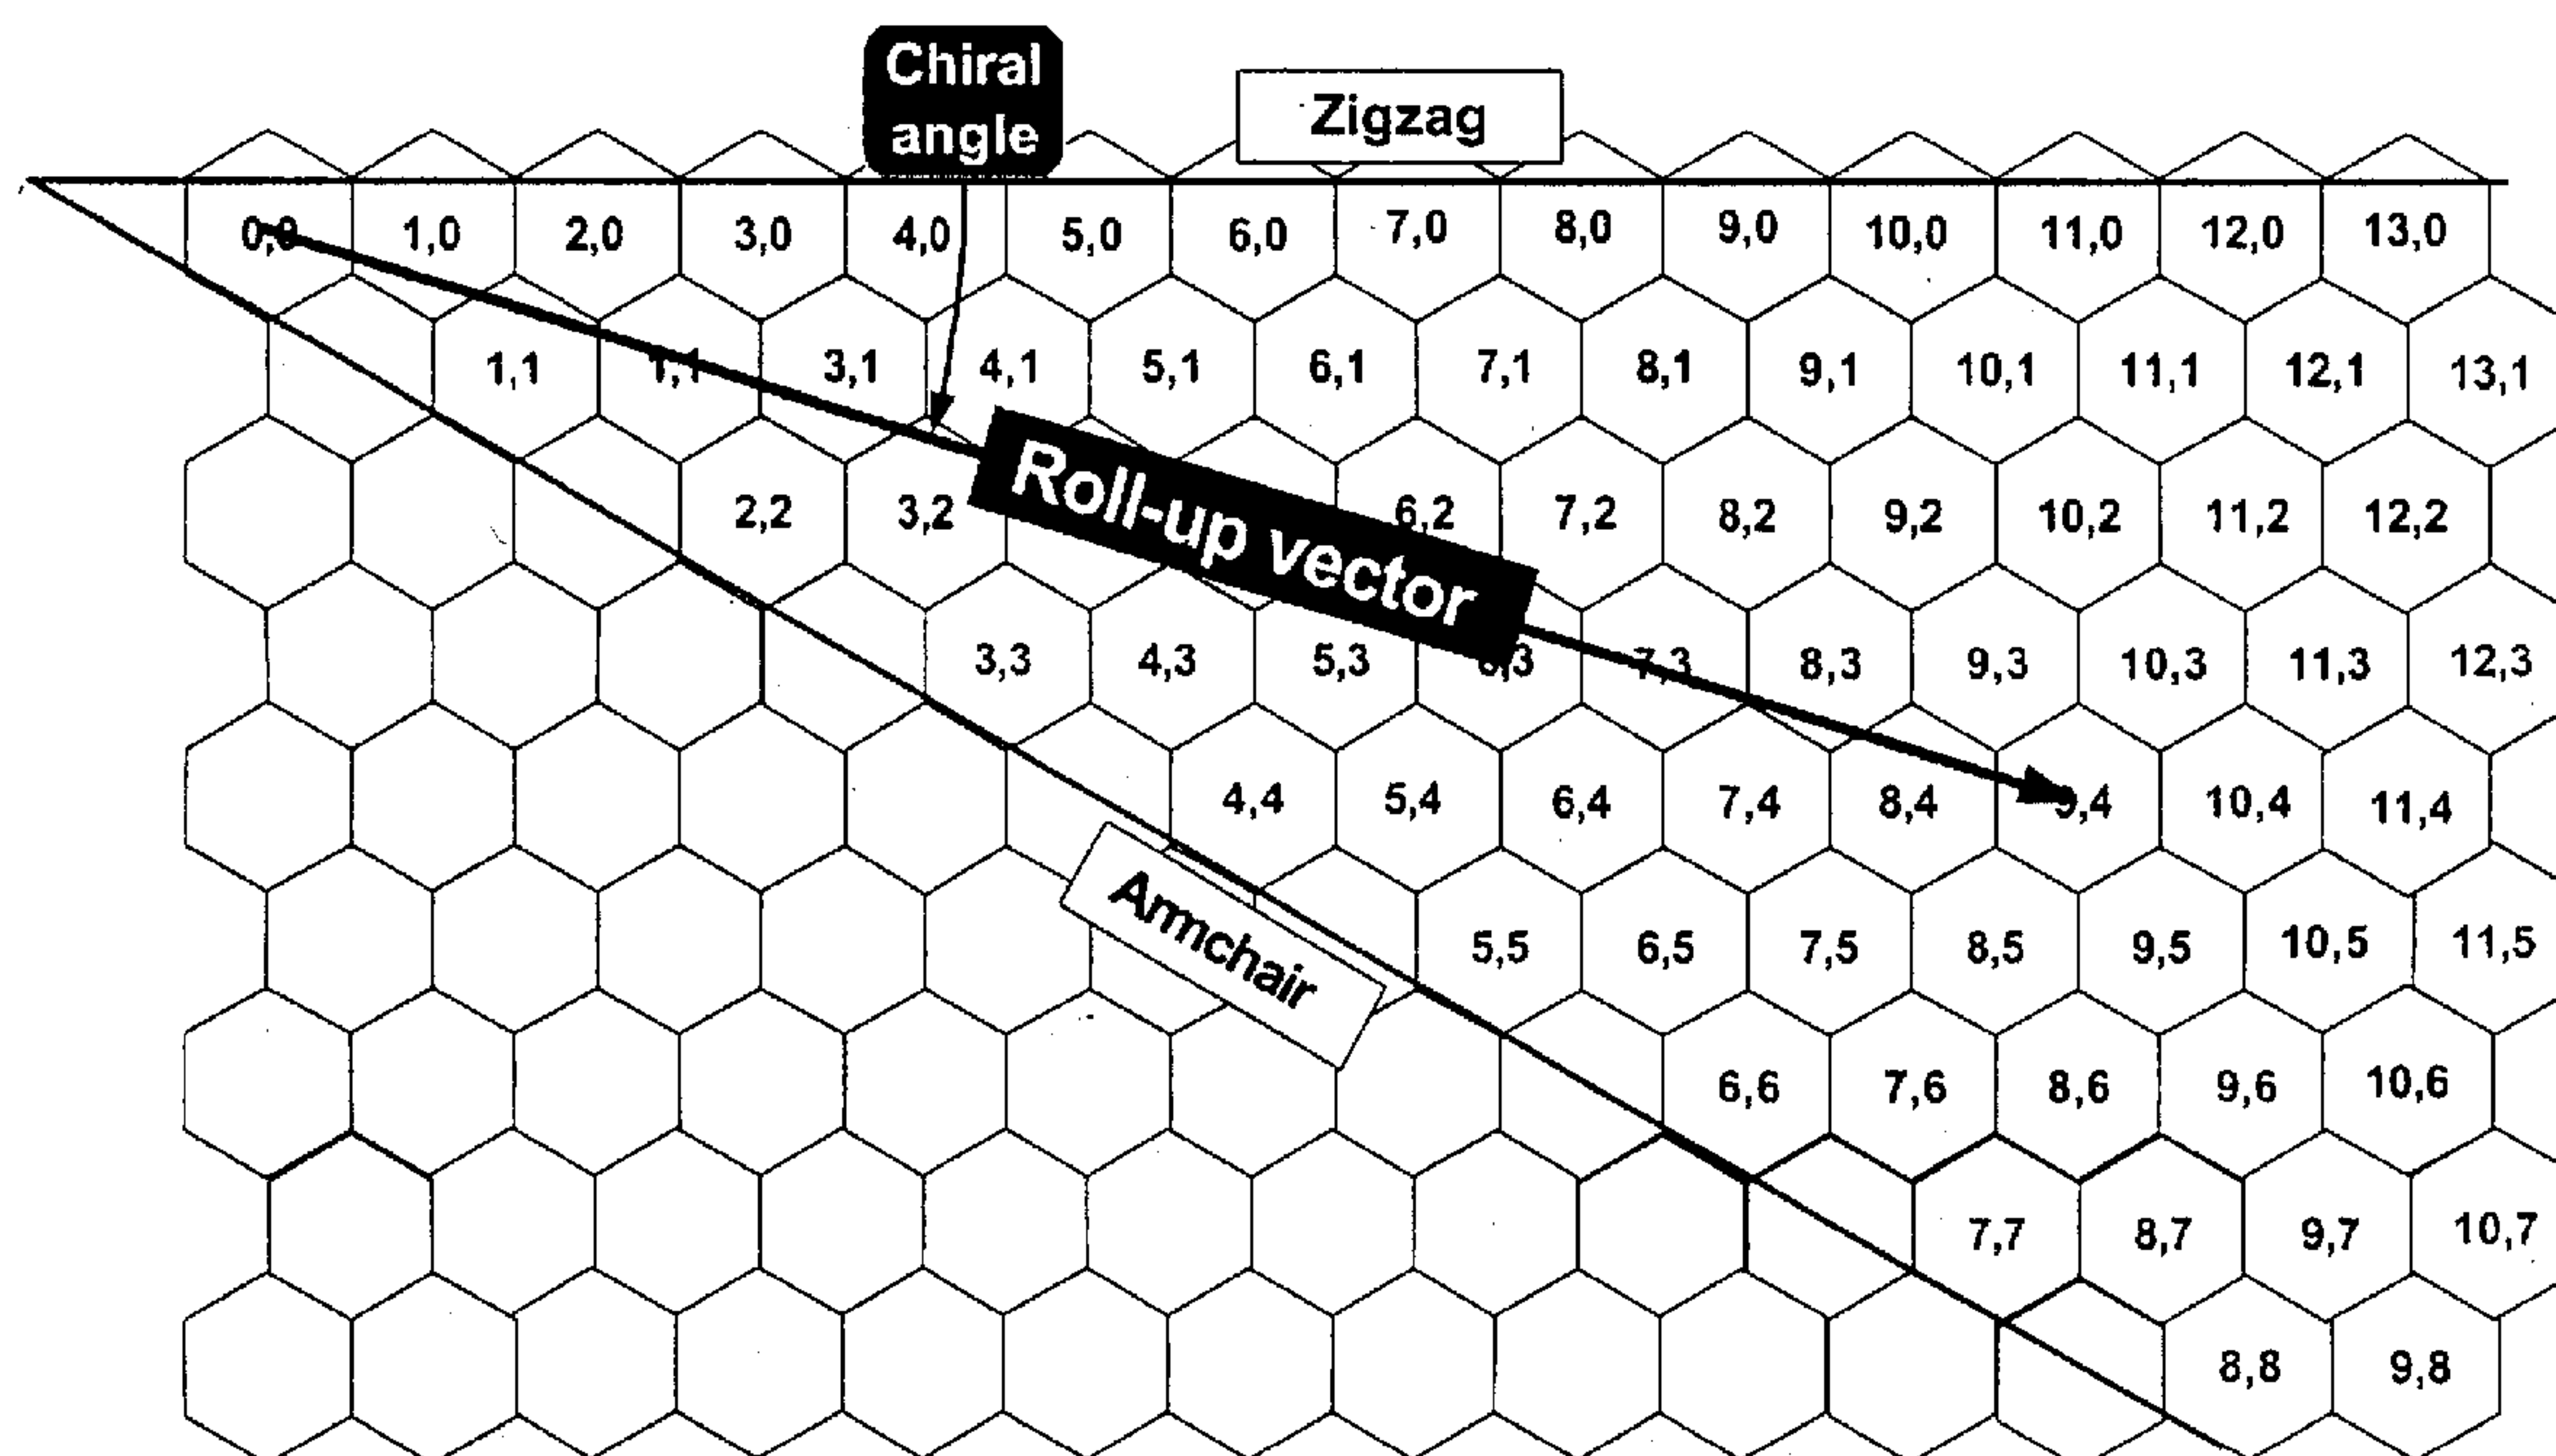 Chiral
angle
Zigzag
0,0 1,0 2,0 3,0 4,0 5,0 6,0 7,0 8,0 9,0 10,0 11,0 12,0 13,0
1,1 1,1 3,1 4,1 5,1 6,1 7,1 8,1 9,1 10,1 11,1 12,1 13,1
Roll-up vector
2,2 3,2 6,2 7,2 8,2 9,2 10,2 11,2 12,2
3,3 4,3 5,3 7,3 8,3 9,3 10,3 11,3 12,3
4,4 5,4 6,4 7,4 8,4 9,4 10,4 11,4
Armchair
5,5 6,5 7,5 8,5 9,5 10,5 11,5
6,6 7,6 8,6 9,6 10,6
7,7 8,7 9,7 10,7
8,8 9,8